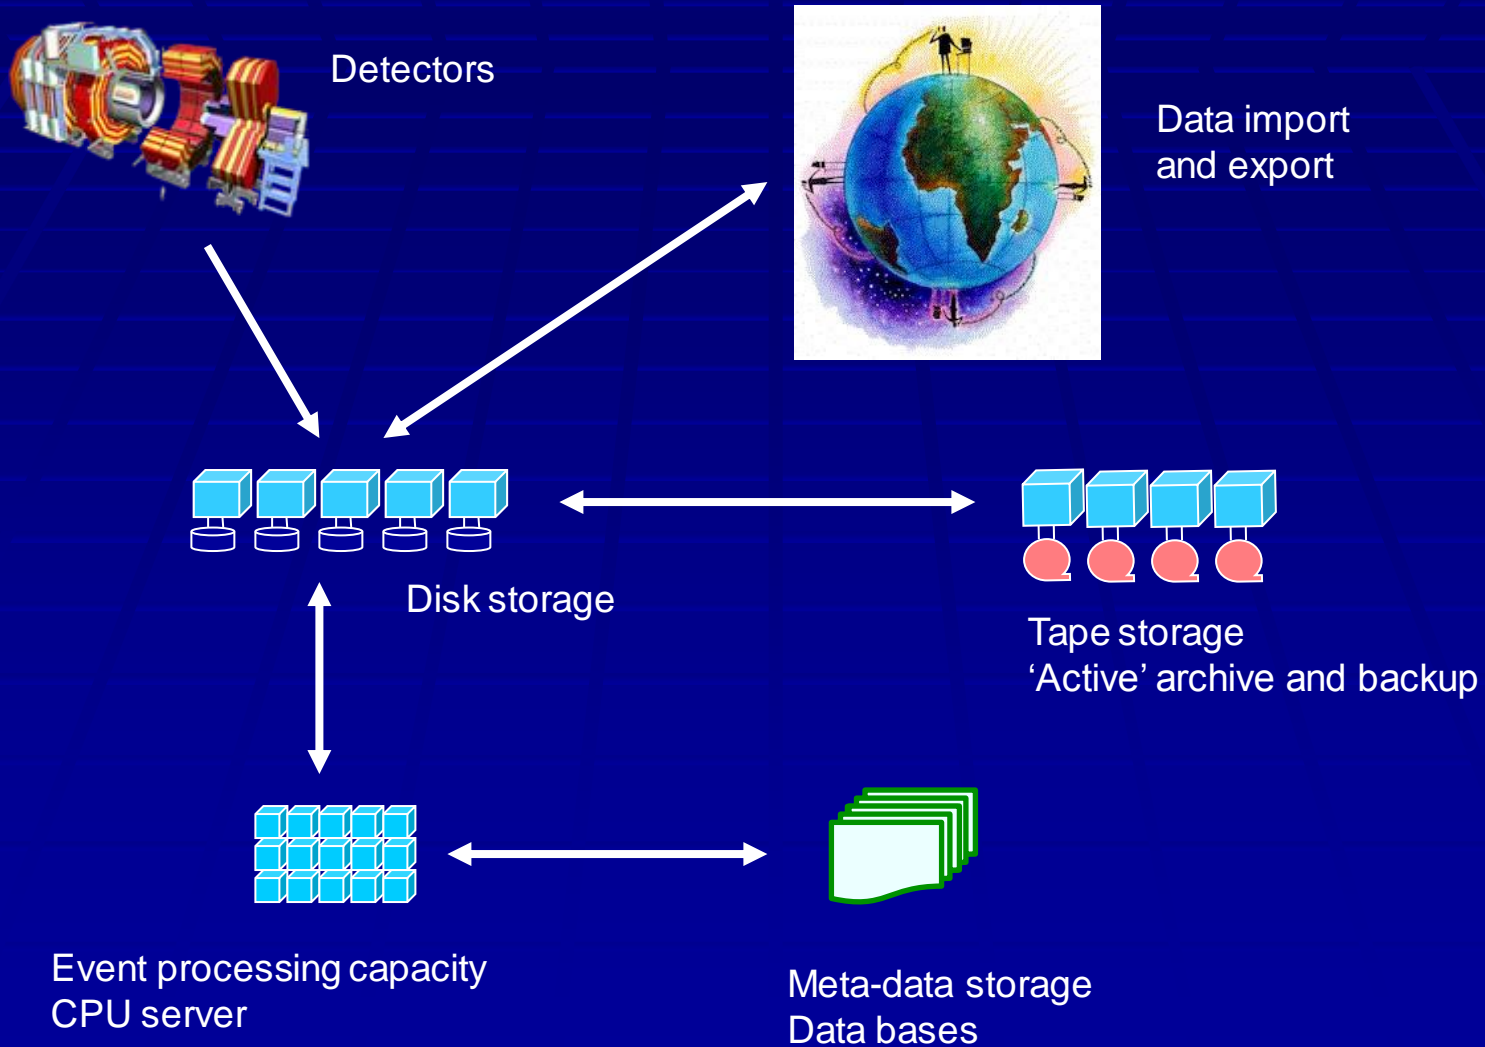 Detectors
Data import
and export
Disk storage
Tape storage
‘Active’ archive and backup
Event processing capacity
CPU server
Meta-data storage
Data bases